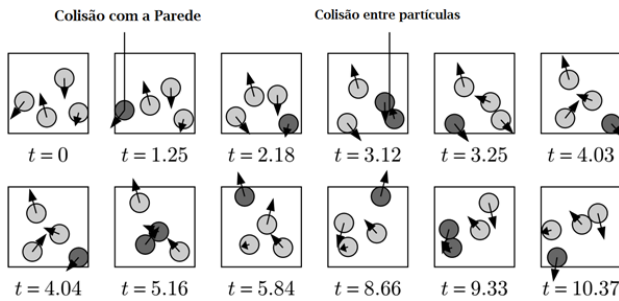 Colisão com a Parede
Colisão entre partículas
t = 0
t = 1.25
t = 2.18
t = 3.12
t = 3.25
t = 4.03
t = 4.04
t = 5.16
t = 5.84
t = 8.66
t = 9.33
t = 10.37